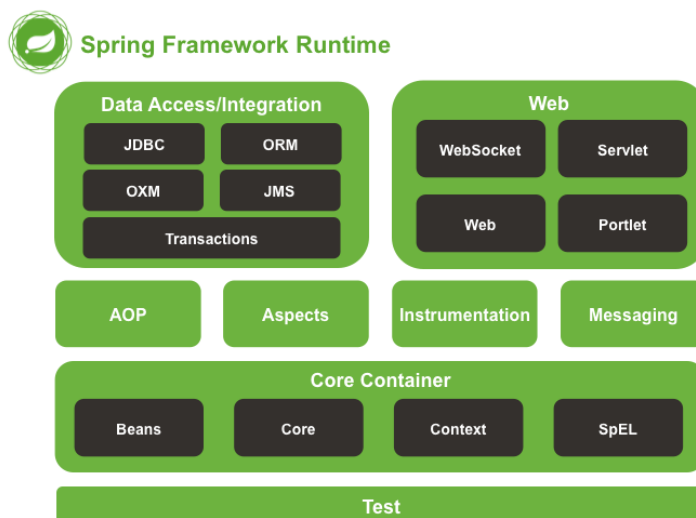 Spring Framework Runtime
Data Access/Integration
JDBC
ORM
OXM
JMS
Transactions
Web
WebSocket
Servlet
Web
Portlet
AOP
Aspects
Instrumentation
Messaging
Core Container
Beans
Core
Context
SpEL
Test